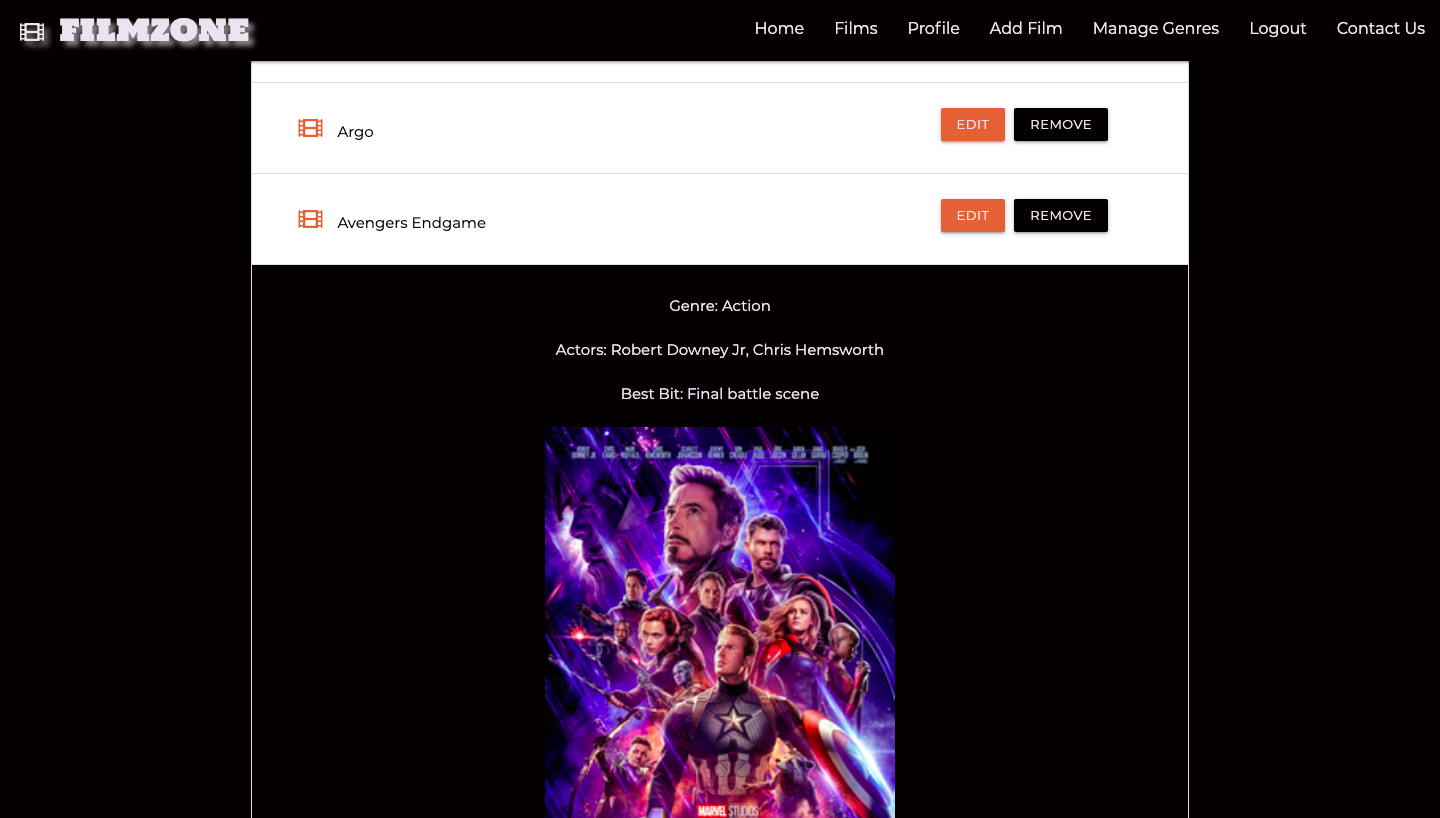 FILMZONE
Home Films Profile Add Film Manage Genres Logout Contact Us
Argo EDIT REMOVE
Avengers Endgame EDIT REMOVE
Genre: Action
Actors: Robert Downey Jr, Chris Hemsworth
Best Bit: Final battle scene
MARVEL STUDIOS